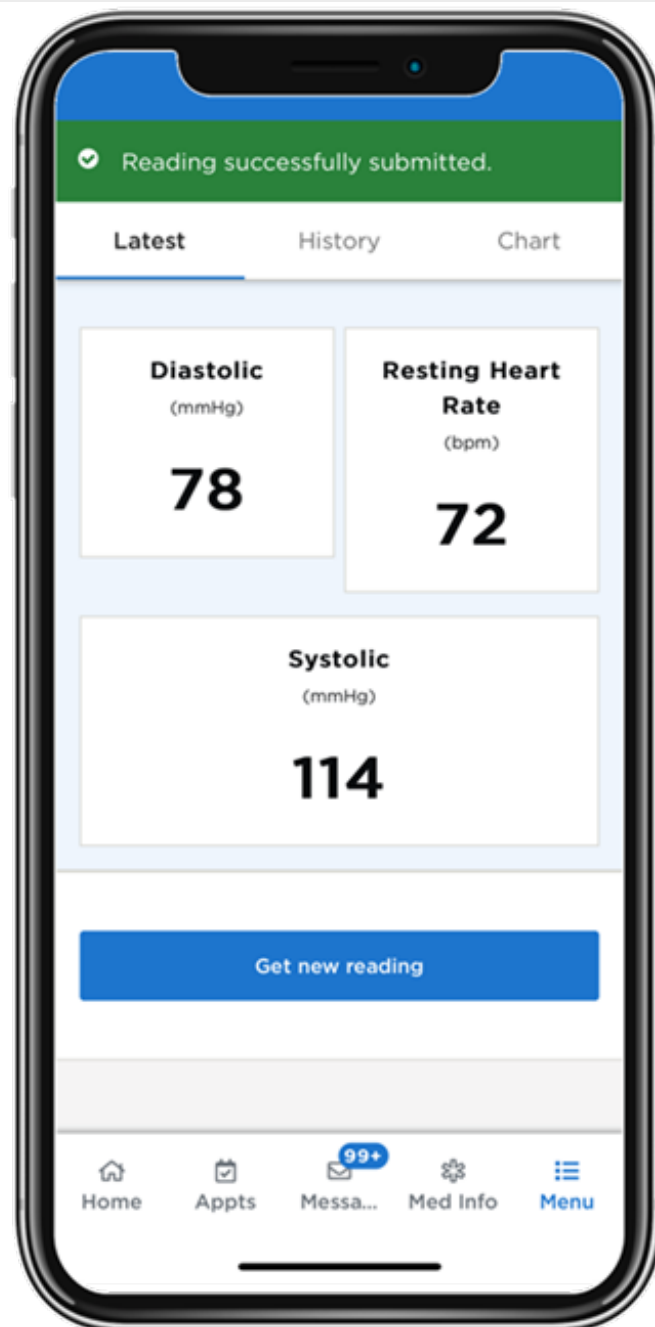 Reading successfully submitted.
Latest History Chart
Diastolic
(mmHg)
78
Resting Heart
Rate
(bpm)
72
Systolic
(mmHg)
114
Get new reading
99+
Home Appts Messa... Med Info Menu